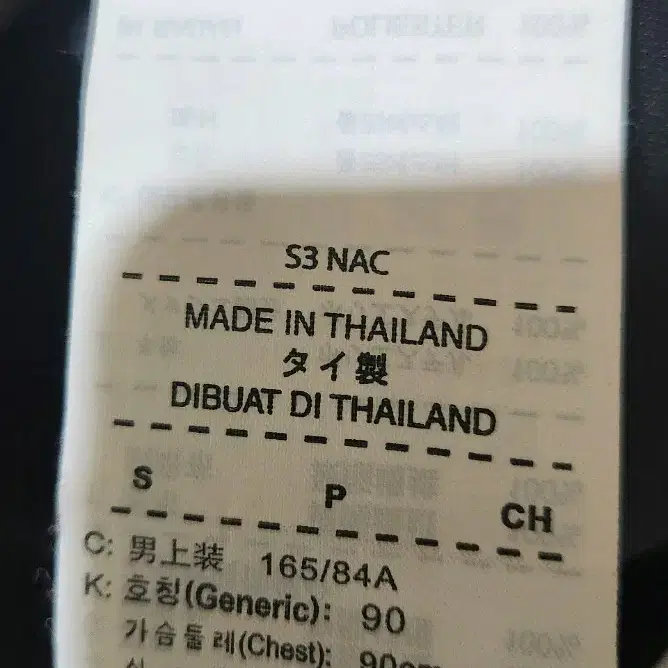 S3 NAC
MADE IN THAILAND
タイ製
DIBUAT DI THAILAND
S P CH
C: 男上装 165/84A
K: 호칭(Generic): 90
가슴둘레(Chest):